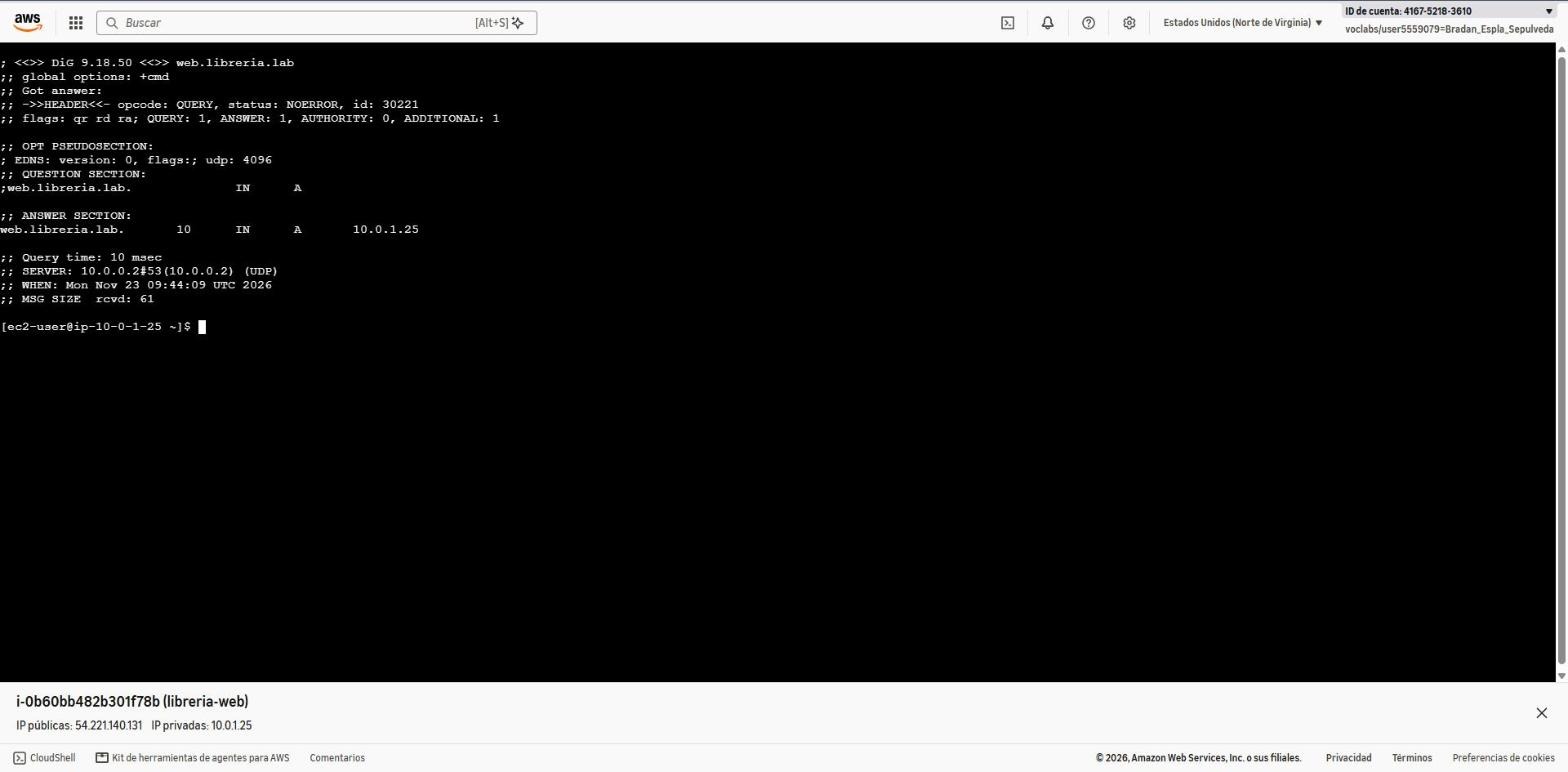 aws
Buscar [Alt+S]
Estados Unidos (Norte de Virginia)
ID de cuenta: 4167-5218-3610
voclabs/user5559079=Bradan_Espla_Sepulveda
; <<>> DiG 9.18.50 <<>> web.libreria.lab
;; global options: +cmd
;; Got answer:
;; ->>HEADER<<- opcode: QUERY, status: NOERROR, id: 30221
;; flags: qr rd ra; QUERY: 1, ANSWER: 1, AUTHORITY: 0, ADDITIONAL: 1
;; OPT PSEUDOSECTION:
; EDNS: version: 0, flags:; udp: 4096
;; QUESTION SECTION:
;web.libreria.lab. IN A
;; ANSWER SECTION:
web.libreria.lab. 10 IN A 10.0.1.25
;; Query time: 10 msec
;; SERVER: 10.0.0.2#53(10.0.0.2) (UDP)
;; WHEN: Mon Nov 23 09:44:09 UTC 2026
;; MSG SIZE rcvd: 61
[ec2-user@ip-10-0-1-25 ~]$
i-0b60bb482b301f78b (libreria-web)
IP públicas: 54.221.140.131 IP privadas: 10.0.1.25
CloudShell Kit de herramientas de agentes para AWS Comentarios © 2026, Amazon Web Services, Inc. o sus filiales. Privacidad Términos Preferencias de cookies